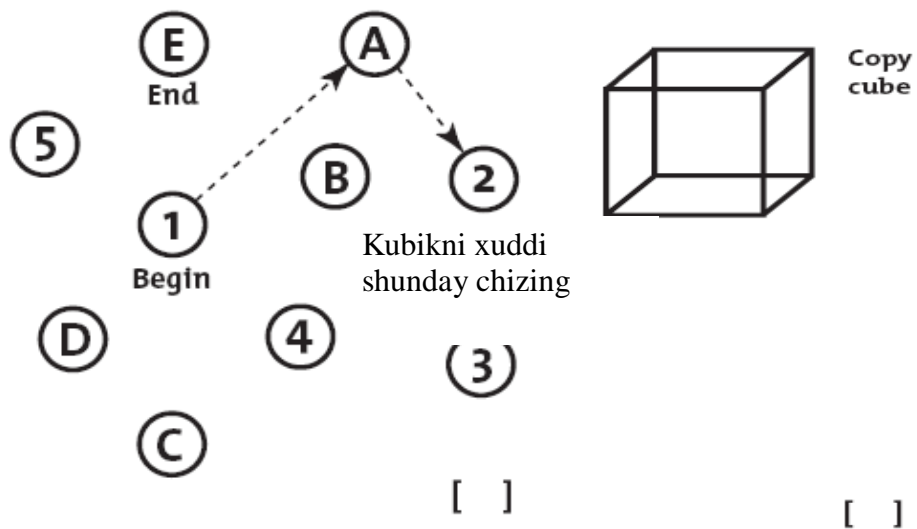 E
End
A
Copy
cube
5
B
2
1
Begin
Kubikni xuddi
shunday chizing
D
4
3
C
[ ]
[ ]